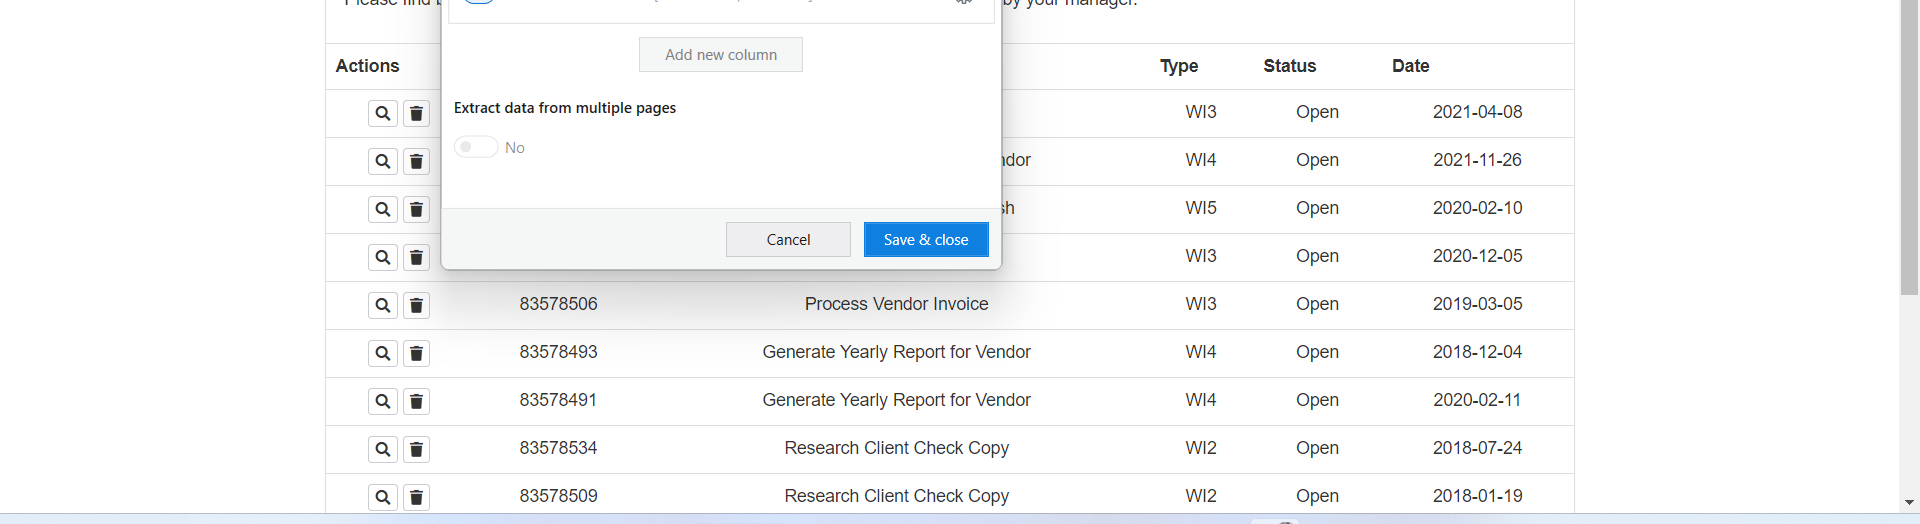 by your manager.
Add new column
Actions Type Status Date
Extract data from multiple pages
WI3 Open 2021-04-08
No
WI4 Open 2021-11-26
WI5 Open 2020-02-10
Cancel Save & close
WI3 Open 2020-12-05
83578506 Process Vendor Invoice WI3 Open 2019-03-05
83578493 Generate Yearly Report for Vendor WI4 Open 2018-12-04
83578491 Generate Yearly Report for Vendor WI4 Open 2020-02-11
83578534 Research Client Check Copy WI2 Open 2018-07-24
83578509 Research Client Check Copy WI2 Open 2018-01-19